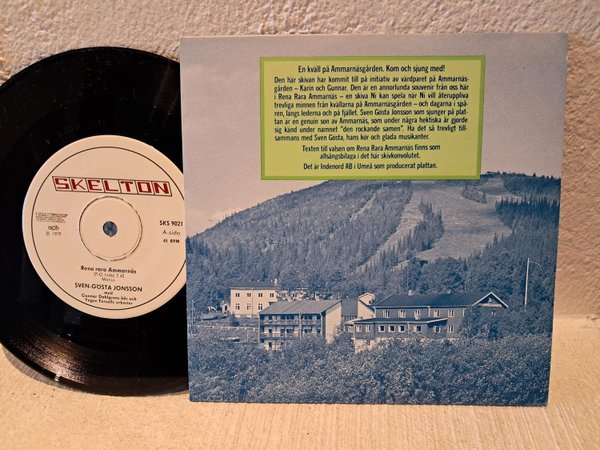 En kväll på Ammarnäsgården. Kom och sjung med!
Den här skivan har kommit till på initiativ av värdparet på Ammarnäs-
gården – Karin och Gunnar. Den är en annorlunda souvenir från oss här
i Rena Rara Ammarnäs – en skiva Ni kan spela när Ni vill återuppliva
trevliga minnen från kvällarna på Ammarnäsgården – och dagarna i spå-
ren, längs lederna och på fjället. Sven Gösta Jonsson som sjunger på plat-
tan är en genuin son av Ammarnäs, som under några hektiska år gjorde
sig känd under namnet "den rockande samen". Ha det så trevligt till-
sammans med Sven Gösta, hans kör och glada musikanter.
Texten till valsen om Rena Rara Ammarnäs finns som
allsångsbilaga i det här skivkonvolutet.
Det är Indenord AB i Umeå som producerat plattan.
SKELTON
SKS 9021
ncb
A-sida
℗ 1979
45 RPM
Rena rara Ammarnäs
SVEN-GÖSTA JONSSON
med
Gunnar Dahlgrens kör och